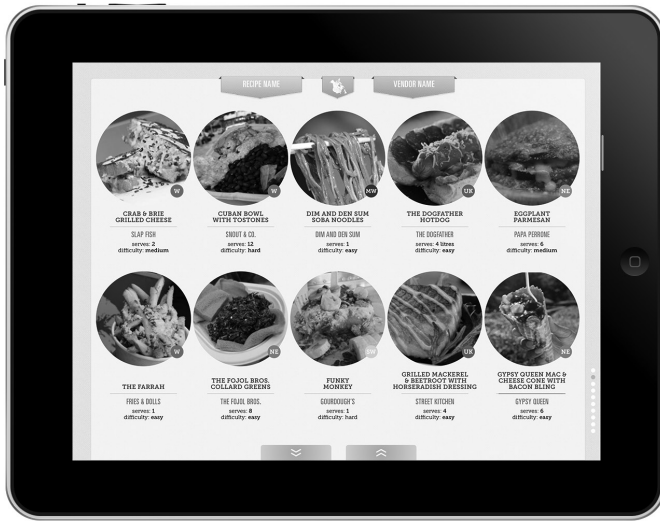 RECIPE NAME
VENDOR NAME
W
W
MW
UK
NE
CRAB & BRIE
GRILLED CHEESE
SLAP FISH
serves: 2
difficulty: medium
CUBAN BOWL
WITH TOSTONES
SNOUT & CO.
serves: 12
difficulty: hard
DIM AND DEN SUM
SOBA NOODLES
DIM AND DEN SUM
serves: 1
difficulty: easy
THE DOGFATHER
HOTDOG
THE DOGFATHER
serves: 4 litres
difficulty: easy
EGGPLANT
PARMESAN
PAPA PERRONE
serves: 6
difficulty: medium
W
NE
SW
UK
NE
THE FARRAH
FRIES & DOLLS
serves: 1
difficulty: easy
THE FOJOL BROS.
COLLARD GREENS
THE FOJOL BROS.
serves: 8
difficulty: easy
FUNKY
MONKEY
GOURDOUGH'S
serves: 1
difficulty: hard
GRILLED MACKEREL
& BEETROOT WITH
HORSERADISH DRESSING
STREET KITCHEN
serves: 4
difficulty: easy
GYPSY QUEEN MAC &
CHEESE CONE WITH
BACON BLING
GYPSY QUEEN
serves: 6
difficulty: easy